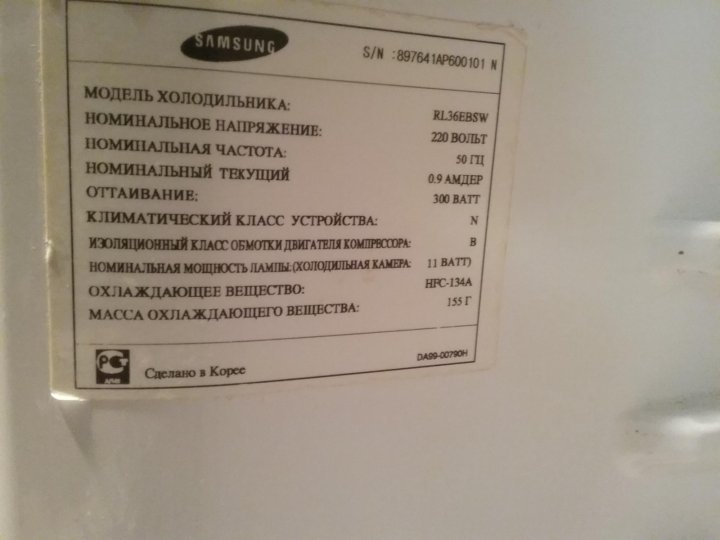 SAMSUNG
S/N :897641AP600101 N
МОДЕЛЬ ХОЛОДИЛЬНИКА: RL36EBSW
НОМИНАЛЬНОЕ НАПРЯЖЕНИЕ: 220 ВОЛЬТ
НОМИПАЛЬНАЯ ЧАСТОТА: 50 ГЦ
НОМИНАЛЬНЫЙ ТЕКУЩИЙ 0.9 АМДЕР
ОТТАИВАНИЕ: 300 ВАТТ
КЛИМАТИЧЕСКИЙ КЛАСС УСТРОЙСТВА: N
ИЗОЛЯЦИОННЫЙ КЛАСС ОБМОТКИ ДВИГАТЕЛЯ КОМПРЕССОРА: B
НОМИНАЛЬНАЯ МОЩНОСТЬ ЛАМПЫ:(ХОЛОДИЛЬНАЯ КАМЕРА: 11 ВАТТ)
ОХЛАЖДАЮЩЕЕ ВЕЩЕСТВО: HFC-134A
МАССА ОХЛАЖДАЮЩЕГО ВЕЩЕСТВА: 155 Г
Сделано в Корее
DA99-00790H